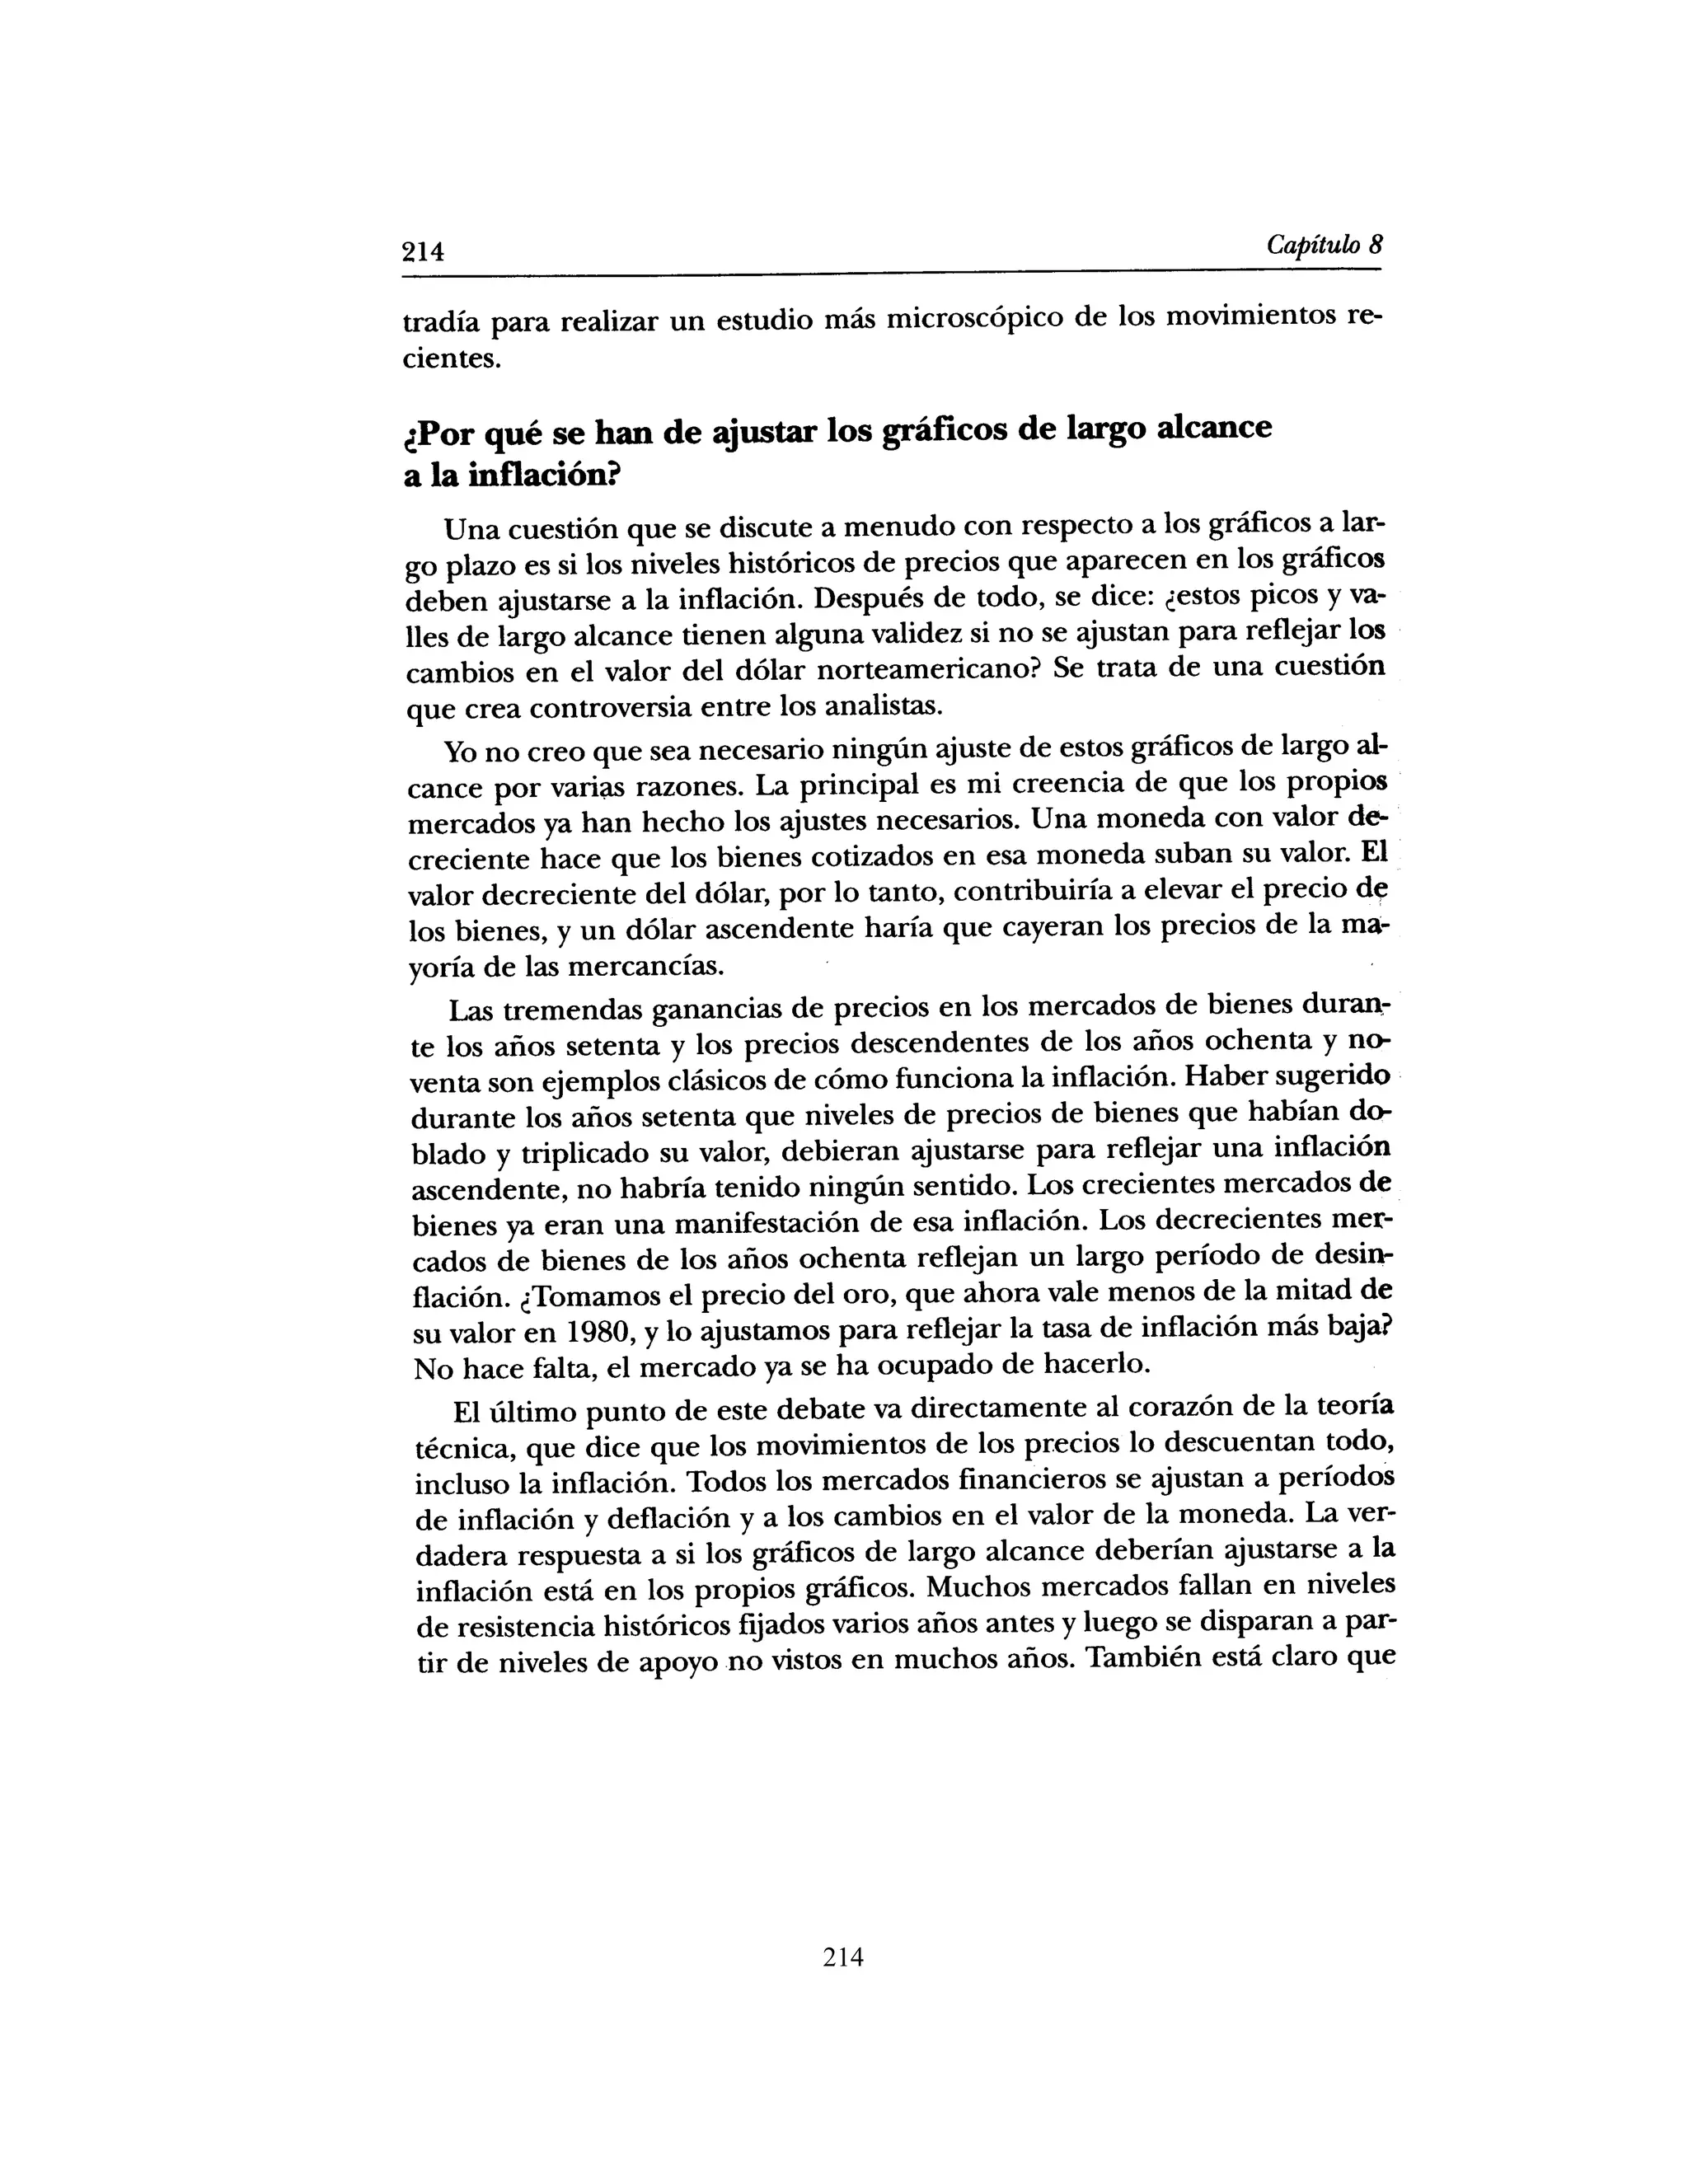 214
Capítulo 8
tradía para realizar un estudio más microscópico de los movimientos re-
cientes.
¿Por qué se han de ajustar los gráficos de largo alcance
a la inflación?
Una cuestión que se discute a menudo con respecto a los gráficos a lar-
go plazo es si los niveles históricos de precios que aparecen en los gráficos
deben ajustarse a la inflación. Después de todo, se dice: ¿estos picos y va-
lles de largo alcance tienen alguna validez si no se ajustan para reflejar los
cambios en el valor del dólar norteamericano? Se trata de una cuestión
que crea controversia entre los analistas.
Yo no creo que sea necesario ningún ajuste de estos gráficos de largo al-
cance por varias razones. La principal es mi creencia de que los propios
mercados ya han hecho los ajustes necesarios. Una moneda con valor de-
creciente hace que los bienes cotizados en esa moneda suban su valor. El
valor decreciente del dólar, por lo tanto, contribuiría a elevar el precio de
los bienes, y un dólar ascendente haría que cayeran los precios de la ma-
yoría de las mercancías.
Las tremendas ganancias de precios en los mercados de bienes duran-
te los años setenta y los precios descendentes de los años ochenta y no-
venta son ejemplos clásicos de cómo funciona la inflación. Haber sugerido
durante los años setenta que niveles de precios de bienes que habían do-
blado y triplicado su valor, debieran ajustarse para reflejar una inflación
ascendente, no habría tenido ningún sentido. Los crecientes mercados de
bienes ya eran una manifestación de esa inflación. Los decrecientes mer-
cados de bienes de los años ochenta reflejan un largo período de desin-
flación. ¿Tomamos el precio del oro, que ahora vale menos de la mitad de
su valor en 1980, y lo ajustamos para reflejar la tasa de inflación más baja?
No hace falta, el mercado ya se ha ocupado de hacerlo.
El último punto de este debate va directamente al corazón de la teoría
técnica, que dice que los movimientos de los precios lo descuentan todo,
incluso la inflación. Todos los mercados financieros se ajustan a períodos
de inflación y deflación y a los cambios en el valor de la moneda. La ver-
dadera respuesta a si los gráficos de largo alcance deberían ajustarse a la
inflación está en los propios gráficos. Muchos mercados fallan en niveles
de resistencia históricos fijados varios años antes y luego se disparan a par-
tir de niveles de apoyo no vistos en muchos años. También está claro que
214